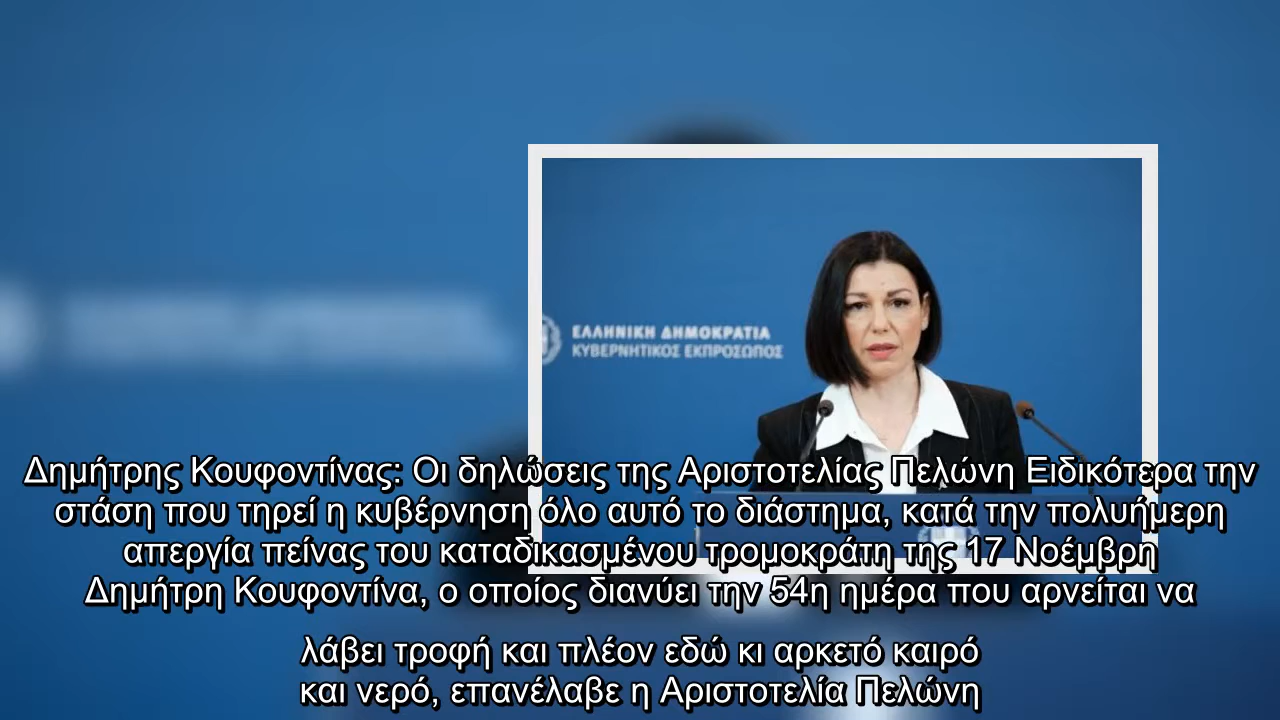 ΕΛΛΗΝΙΚΗ ΔΗΜΟΚΡΑΤΙΑ
ΚΥΒΕΡΝΗΤΙΚΟΣ ΕΚΠΡΟΣΩΠΟΣ
Δημήτρης Κουφοντίνας: Οι δηλώσεις της Αριστοτελίας Πελώνη Ειδικότερα την
στάση που τηρεί η κυβέρνηση όλο αυτό το διάστημα, κατά την πολυήμερη
απεργία πείνας του καταδικασμένου τρομοκράτη της 17 Νοέμβρη
Δημήτρη Κουφοντίνα, ο οποίος διανύει την 54η ημέρα που αρνείται να
λάβει τροφή και πλέον εδώ κι αρκετό καιρό
και νερό, επανέλαβε η Αριστοτελία Πελώνη